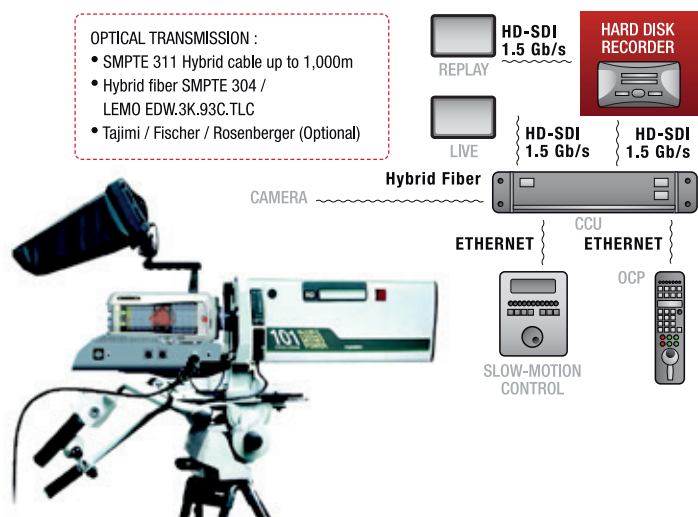 OPTICAL TRANSMISSION :
• SMPTE 311 Hybrid cable up to 1,000m
• Hybrid fiber SMPTE 304 /
LEMO EDW.3K.93C.TLC
• Tajimi / Fischer / Rosenberger (Optional)
REPLAY
HD-SDI
1.5 Gb/s
HARD DISK
RECORDER
LIVE
HD-SDI
1.5 Gb/s
HD-SDI
1.5 Gb/s
CAMERA
Hybrid Fiber
CCU
ETHERNET
ETHERNET
SLOW-MOTION
CONTROL
OCP
101